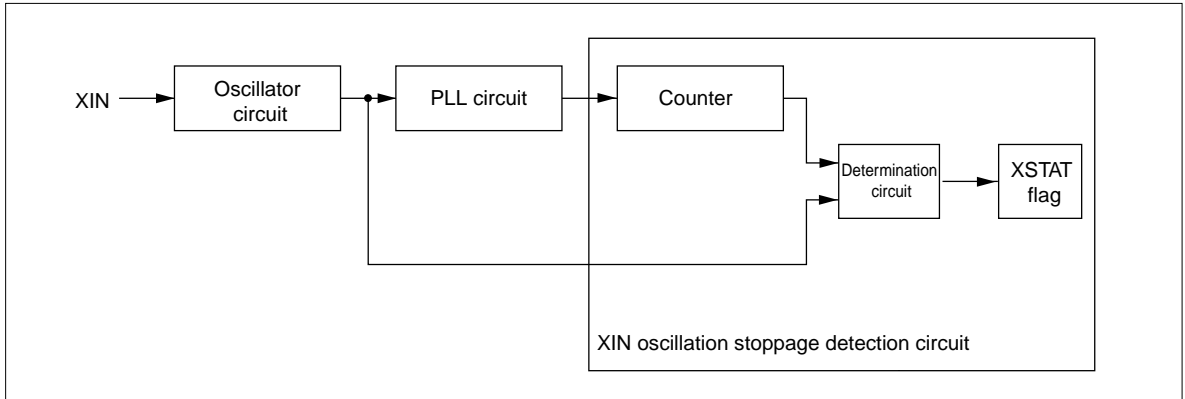 XIN
Oscillator
circuit
PLL circuit
Counter
Determination
circuit
XSTAT
flag
XIN oscillation stoppage detection circuit